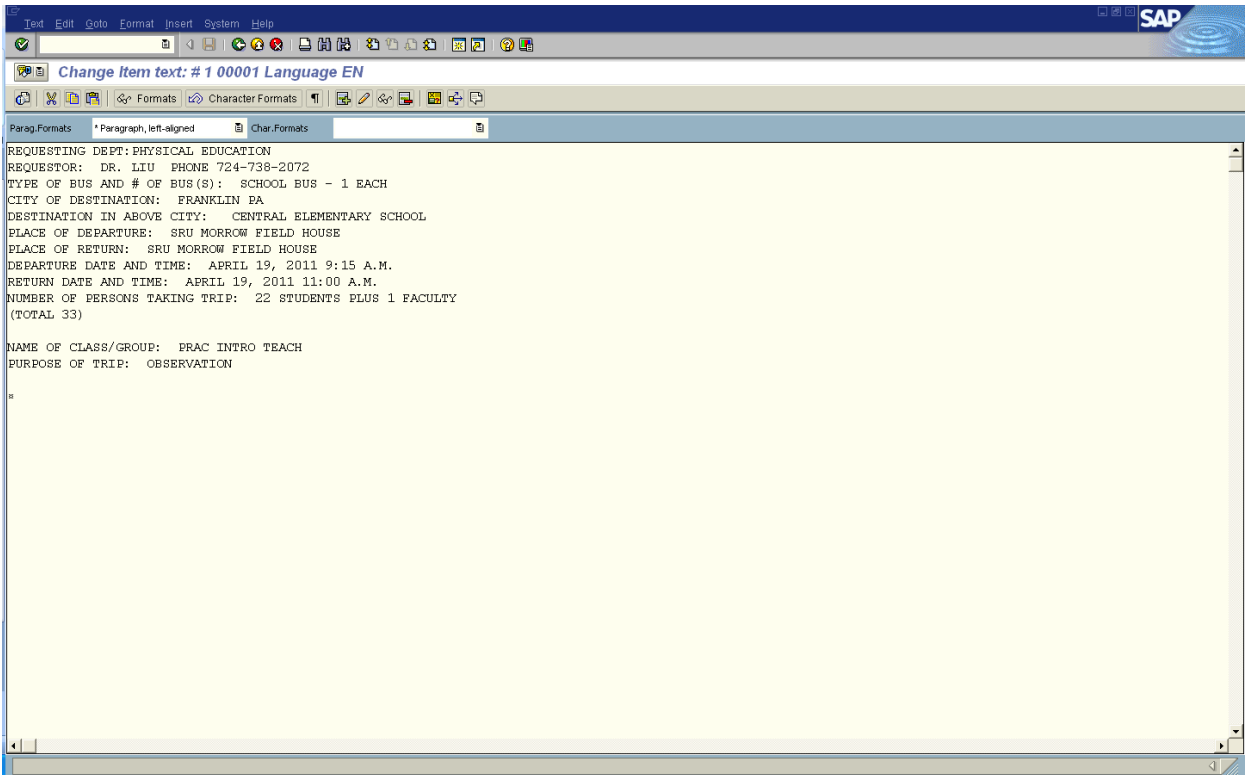 Text Edit Goto Format Insert System Help
SAP
Change Item text: # 1 00001 Language EN
Formats Character Formats
Parag.Formats * Paragraph, left-aligned Char.Formats
REQUESTING DEPT:PHYSICAL EDUCATION
REQUESTOR: DR. LIU PHONE 724-738-2072
TYPE OF BUS AND # OF BUS(S): SCHOOL BUS - 1 EACH
CITY OF DESTINATION: FRANKLIN PA
DESTINATION IN ABOVE CITY: CENTRAL ELEMENTARY SCHOOL
PLACE OF DEPARTURE: SRU MORROW FIELD HOUSE
PLACE OF RETURN: SRU MORROW FIELD HOUSE
DEPARTURE DATE AND TIME: APRIL 19, 2011 9:15 A.M.
RETURN DATE AND TIME: APRIL 19, 2011 11:00 A.M.
NUMBER OF PERSONS TAKING TRIP: 22 STUDENTS PLUS 1 FACULTY
(TOTAL 33)
NAME OF CLASS/GROUP: PRAC INTRO TEACH
PURPOSE OF TRIP: OBSERVATION